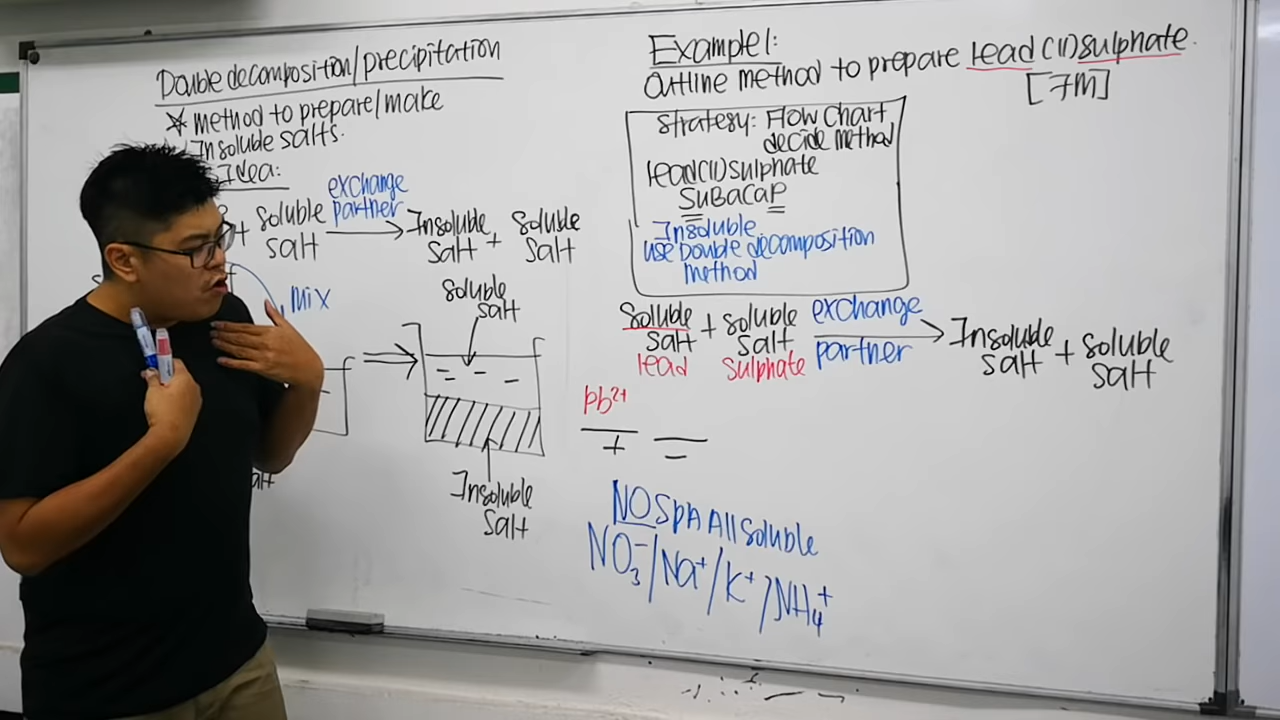 Double decomposition/precipitation
* method to prepare/make
Insoluble salts.
Idea:
+ Soluble
salt
exchange
partner
Insoluble
salt
+ Soluble
salt
Mix
Soluble
salt
Insoluble
salt
Example 1:
Outline method to prepare lead(II)sulphate.
[7M]
Strategy: Flow Chart
decide method
lead(II)sulphate
SUBaCaP
Insoluble
use Double decomposition
method
Soluble
salt
+ Soluble
salt
exchange
partner
Insoluble
salt
+ Soluble
salt
lead
sulphate
Pb²⁺
+ −
NOSPA All Soluble
NO₃⁻/Na⁺/K⁺/NH₄⁺